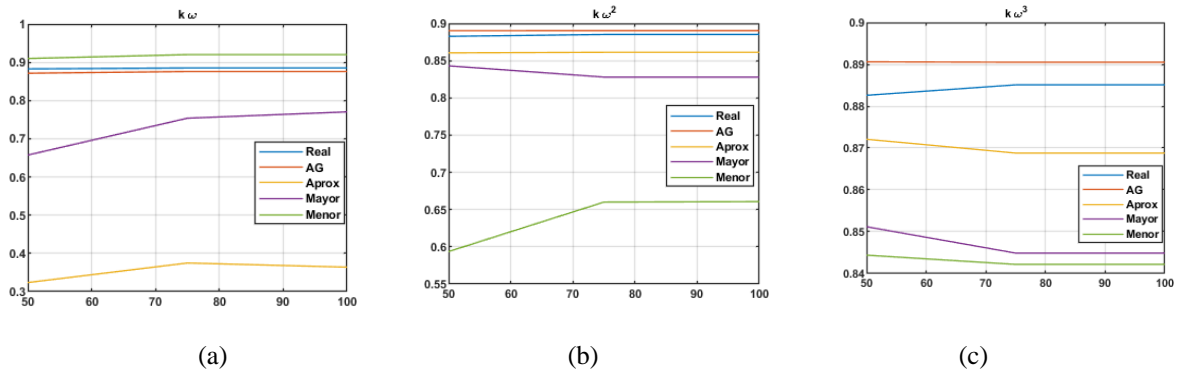 k ω
1
0.9
0.8
0.7
0.6
0.5
0.4
0.3
50 60 70 80 90 100
Real
AG
Aprox
Mayor
Menor
(a)
k ω²
0.9
0.85
0.8
0.75
0.7
0.65
0.6
0.55
50 60 70 80 90 100
Real
AG
Aprox
Mayor
Menor
(b)
k ω³
0.9
0.89
0.88
0.87
0.86
0.85
0.84
50 60 70 80 90 100
Real
AG
Aprox
Mayor
Menor
(c)